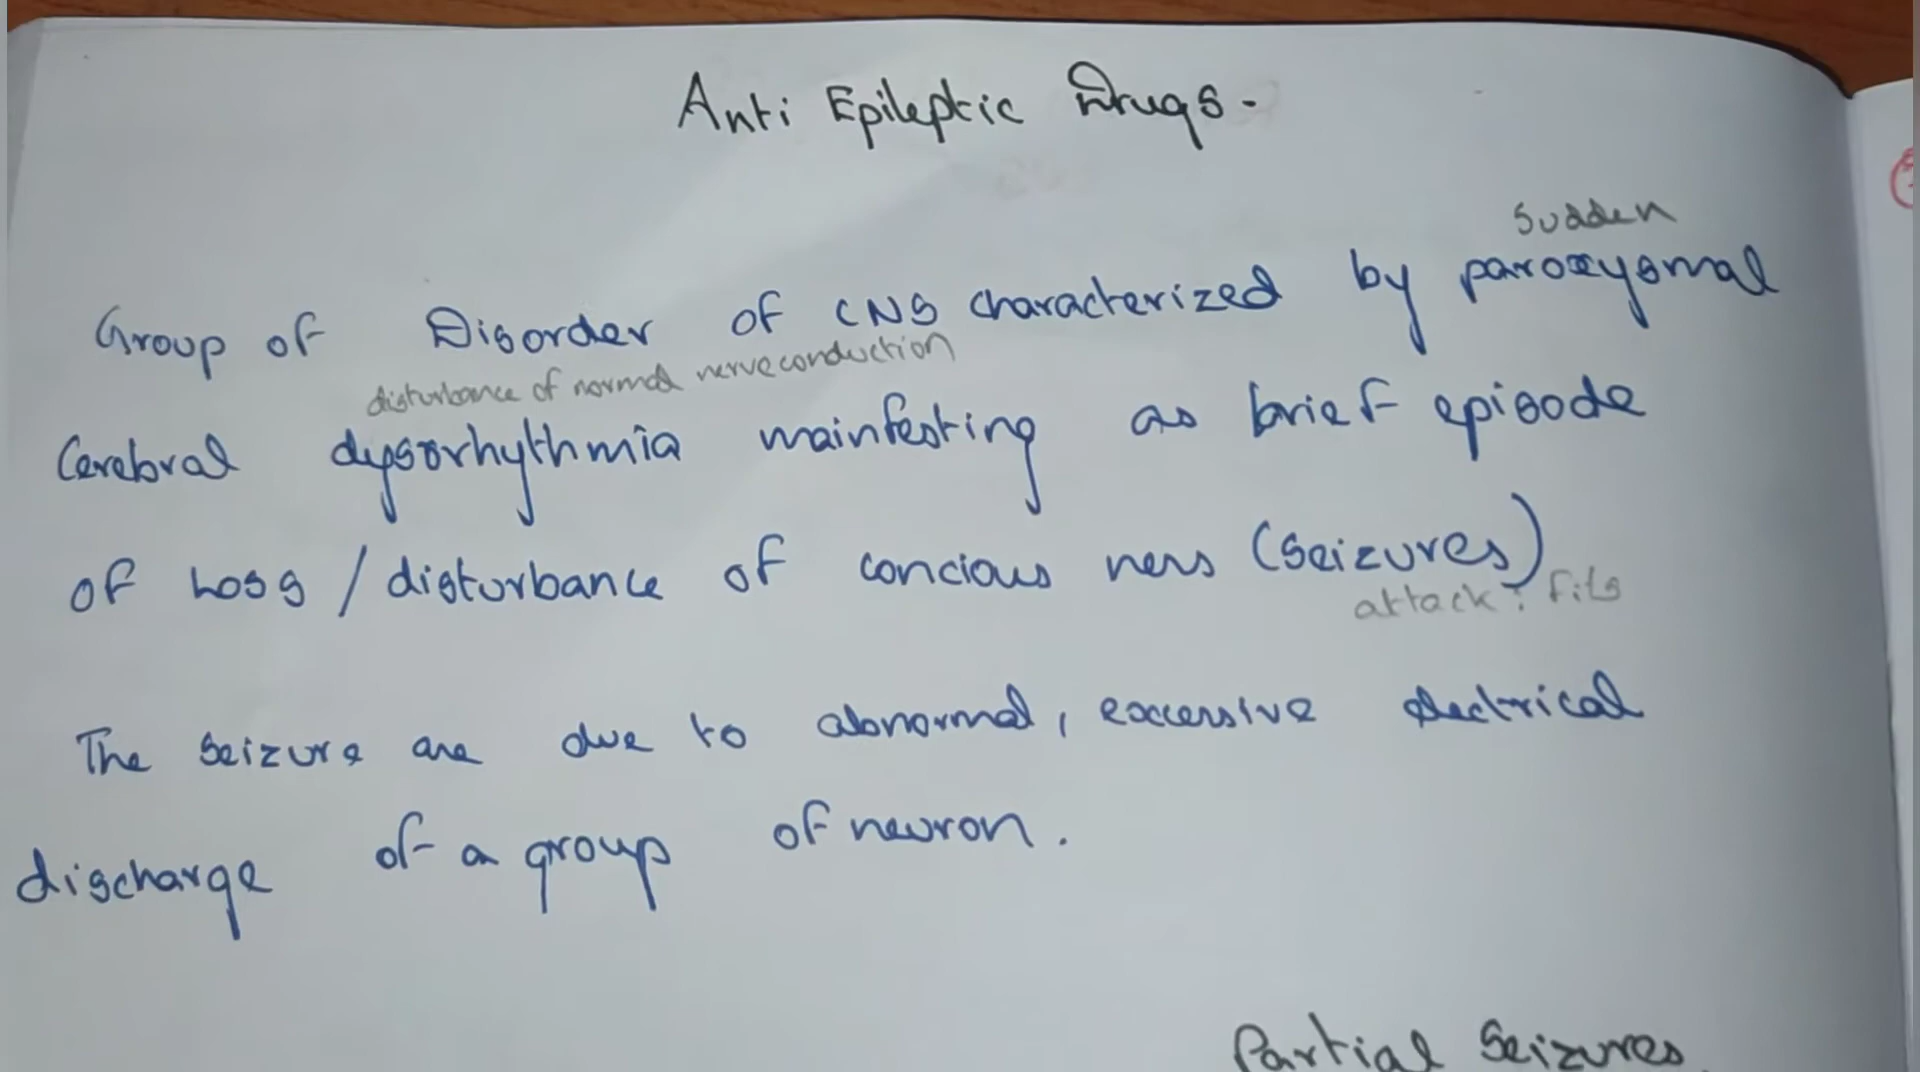 Anti Epileptic Drugs -
sudden
Group of Disorder of CNS characterized by paroxysmal
disturbance of normal nerve conduction
Cerebral dysrhythmia mainfesting as brief episode
of Loss / disturbance of concious ness (seizures)
attack : fits
The seizure are due to abnormal, excessive electrical
discharge of a group of neuron.
Partial Seizures